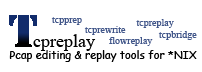 tcpprep
tcprewrite tcpreplay
Tcpreplay flowreplay tcpbridge
Pcap editing & replay tools for *NIX